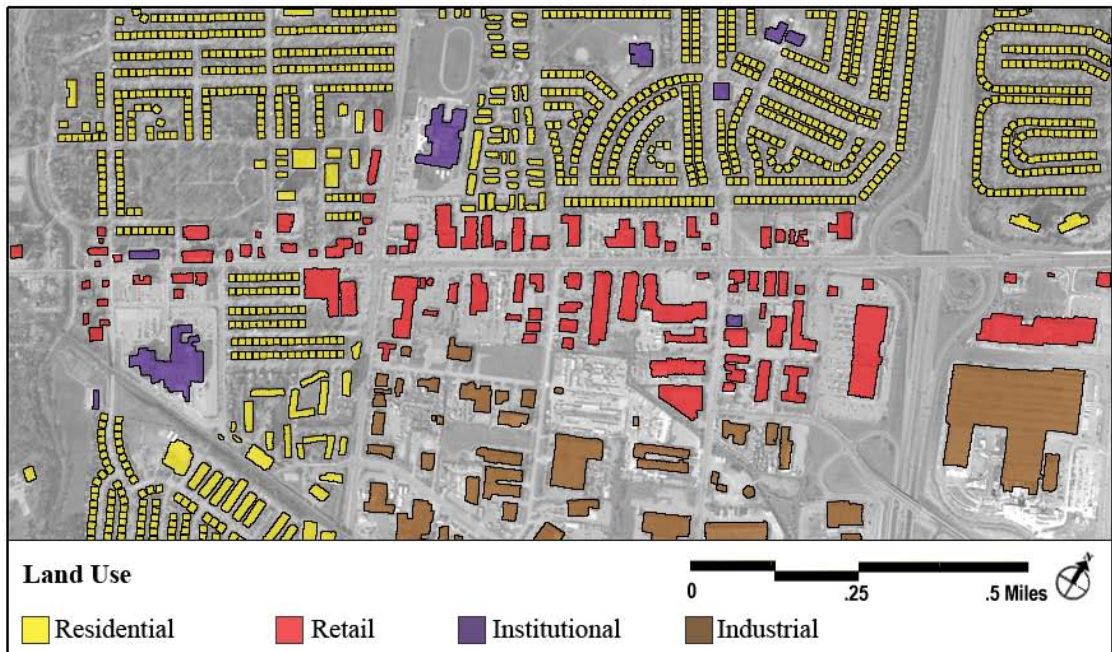 Land Use
0 .25 .5 Miles
N
Residential Retail Institutional Industrial